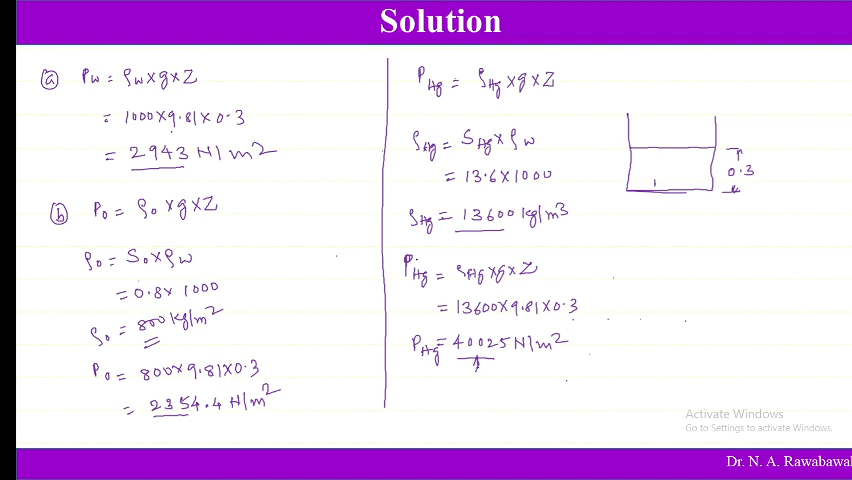 Solution
(a) Pw = ρw×g×Z
= 1000×9.81×0.3
= 2943 N/m2
(b) Po = ρo×g×Z
ρo = So×ρw
= 0.8×1000
ρo = 800 kg/m2
Po = 800×9.81×0.3
= 2354.4 N/m2
PHg = ρHg×g×Z
ρHg = SHg×ρw
= 13.6×1000
ρHg = 13600 kg/m3
PHg = ρHg×g×Z
= 13600×9.81×0.3
PHg = 40025 N/m2
0.3
Activate Windows
Go to Settings to activate Windows.
Dr. N. A. Rawabawal